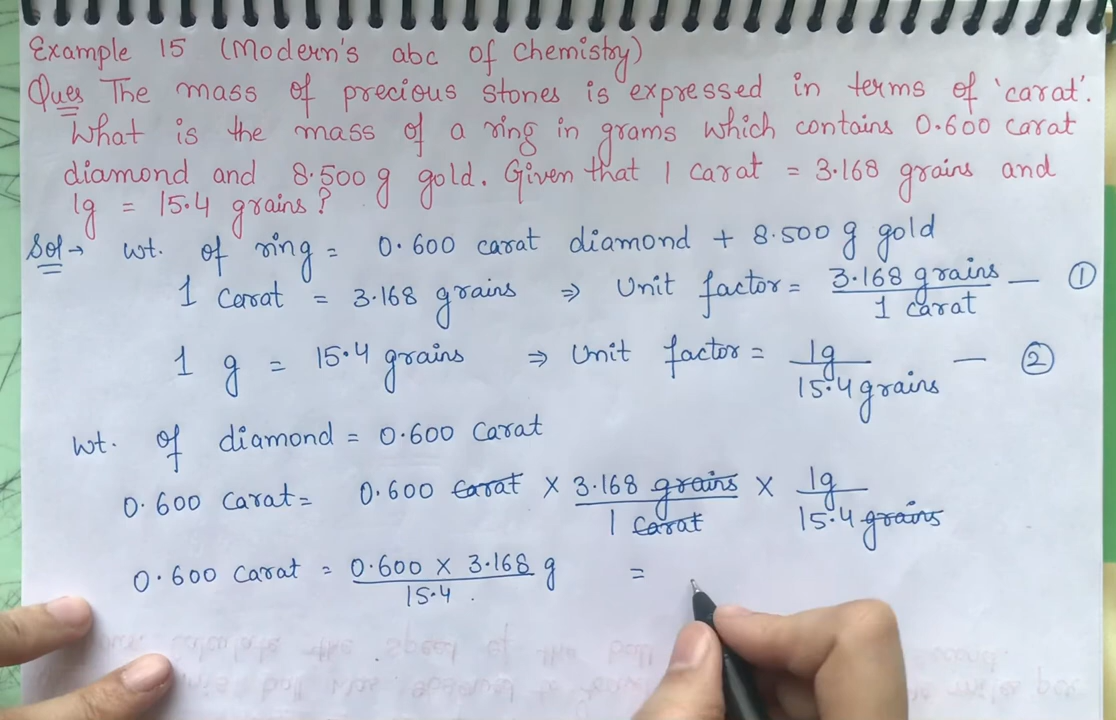 Example 15 (Modern's abc of Chemistry)
Ques The mass of precious stones is expressed in terms of 'carat'.
What is the mass of a ring in grams which contains 0.600 carat
diamond and 8.500 g gold. Given that 1 carat = 3.168 grains and
1g = 15.4 grains?
Sol→ wt. of ring = 0.600 carat diamond + 8.500 g gold
1 carat = 3.168 grains ⇒ Unit factor = 3.168 grains / 1 carat — ①
1 g = 15.4 grains ⇒ Unit factor = 1g / 15.4 grains — ②
wt. of diamond = 0.600 carat
0.600 carat = 0.600 carat × 3.168 grains / 1 carat × 1g / 15.4 grains
0.600 carat = 0.600 × 3.168 / 15.4 g =